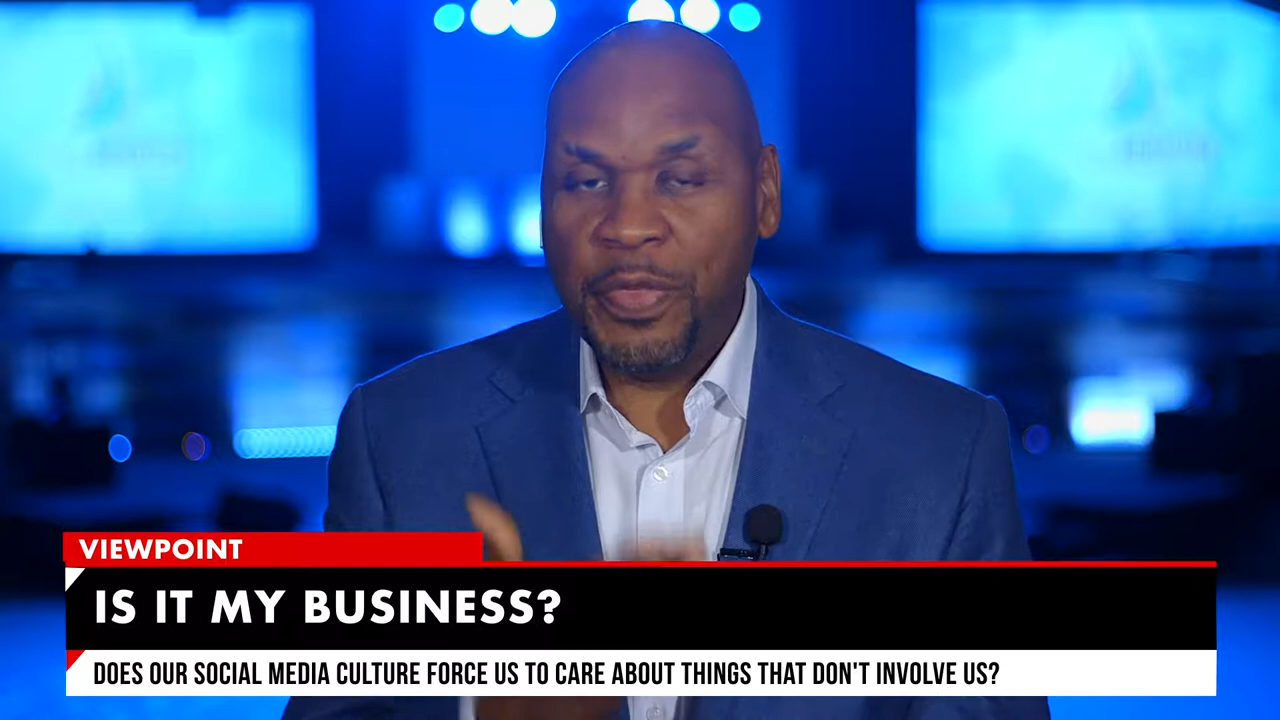 VIEWPOINT
IS IT MY BUSINESS?
DOES OUR SOCIAL MEDIA CULTURE FORCE US TO CARE ABOUT THINGS THAT DON'T INVOLVE US?